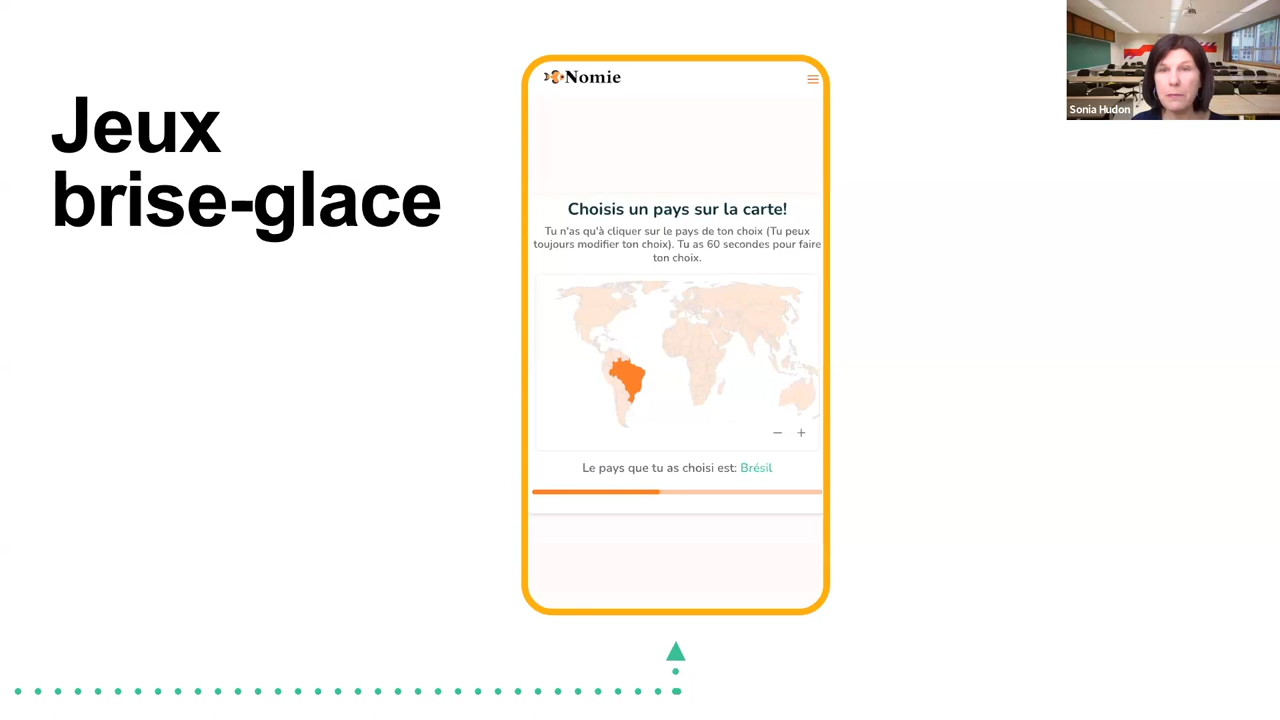 Jeux
brise-glace
Nomie
Choisis un pays sur la carte!
Tu n'as qu'à cliquer sur le pays de ton choix (Tu peux
toujours modifier ton choix). Tu as 60 secondes pour faire
ton choix.
Le pays que tu as choisi est: Brésil
Sonia Hudon